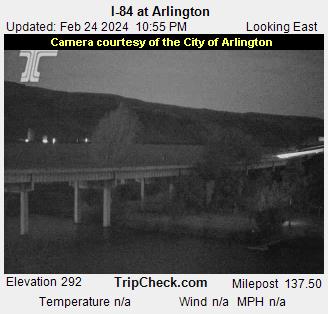 I-84 at Arlington
Updated: Feb 24 2024 10:55 PM Looking East
Camera courtesy of the City of Arlington
Elevation 292 TripCheck.com Milepost 137.50
Temperature n/a Wind n/a MPH n/a